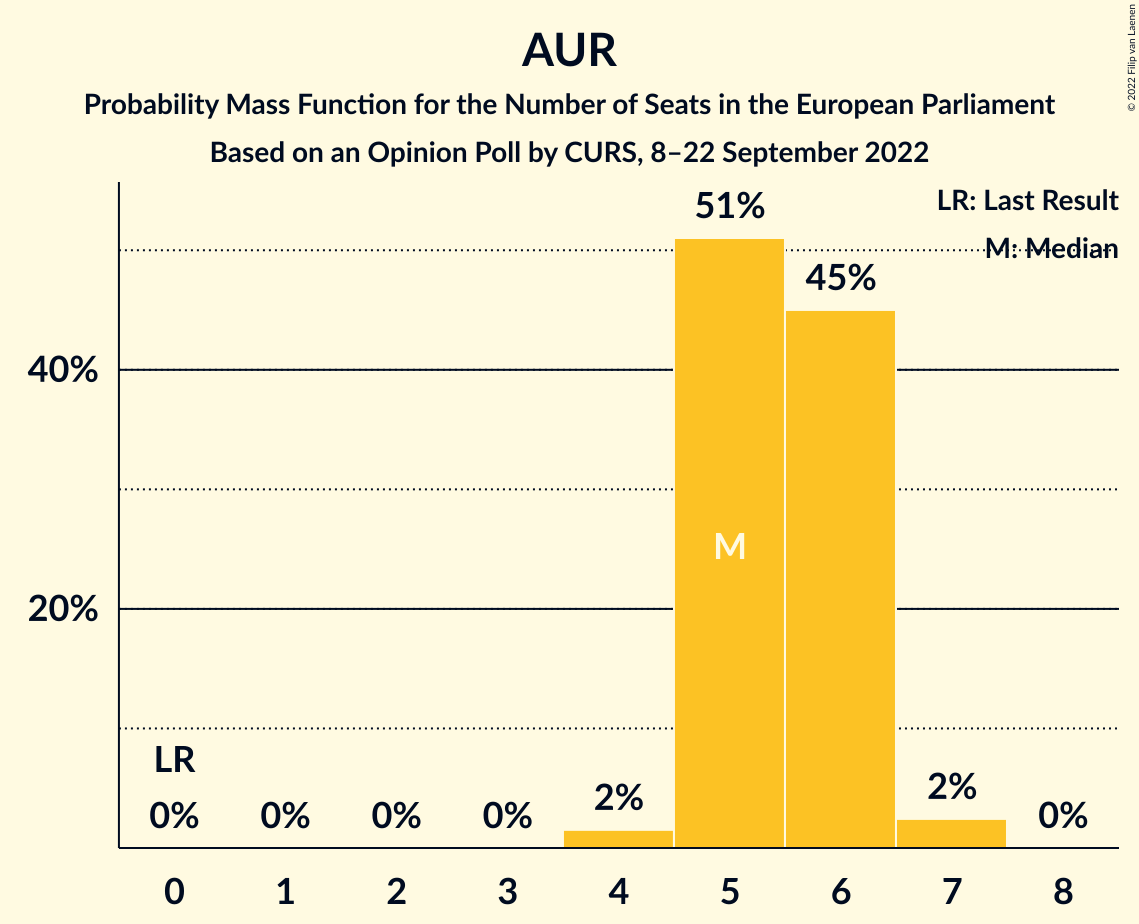 AUR
Probability Mass Function for the Number of Seats in the European Parliament
Based on an Opinion Poll by CURS, 8–22 September 2022
© 2022 Filip van Laenen
LR: Last Result
M: Median
51%
45%
40%
M
20%
LR
0% 0% 0% 0% 2% 2% 0%
0 1 2 3 4 5 6 7 8